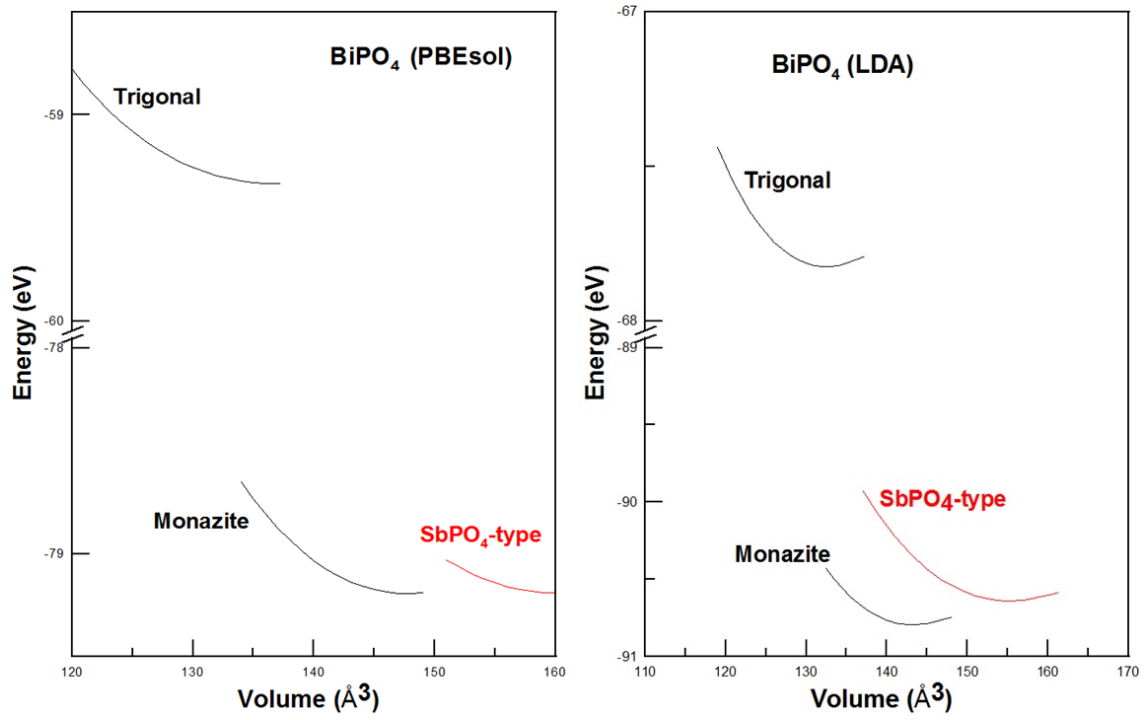 BiPO₄ (PBEsol)
Trigonal
-59
-60
-78
-79
Monazite
SbPO₄-type
Energy (eV)
120
130
140
150
160
Volume (Å³)
-67
BiPO₄ (LDA)
Trigonal
-68
-89
-90
-91
SbPO₄-type
Monazite
Energy (eV)
110
120
130
140
150
160
170
Volume (Å³)